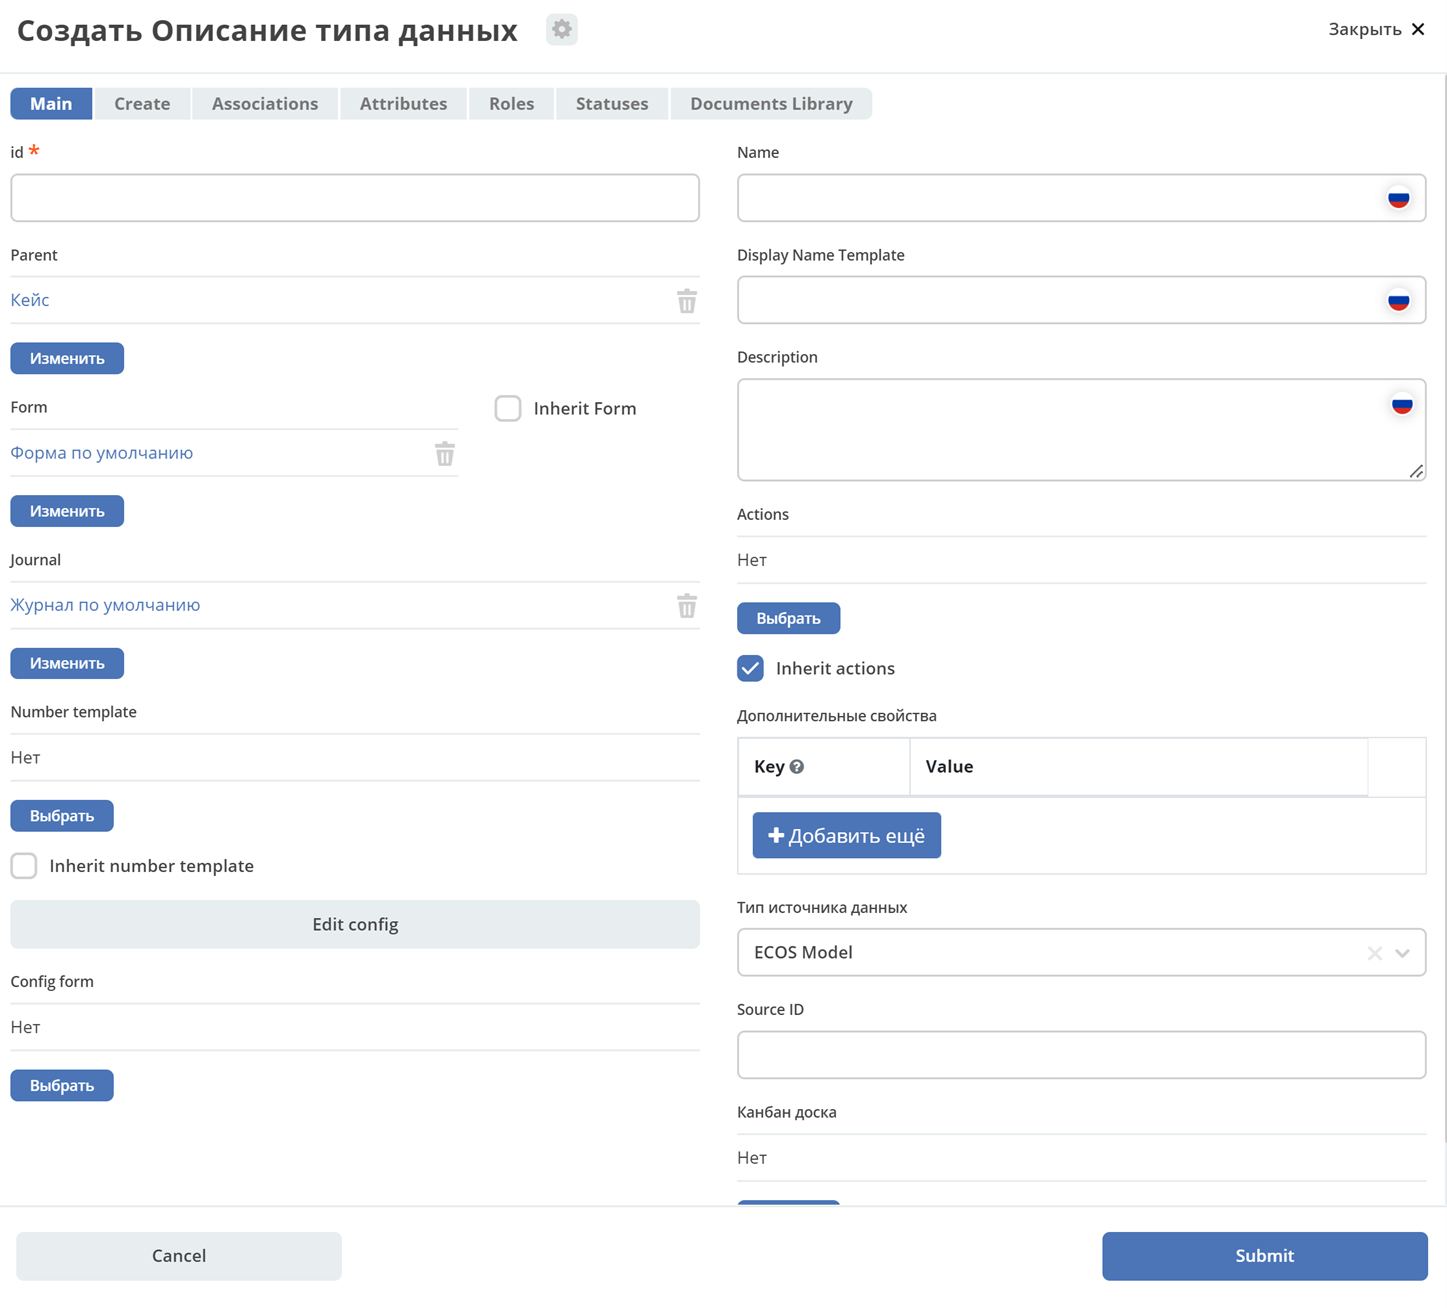 Создать Описание типа данных
Закрыть
Main
Create
Associations
Attributes
Roles
Statuses
Documents Library
id *
Parent
Кейс
Изменить
Form
Inherit Form
Форма по умолчанию
Изменить
Journal
Журнал по умолчанию
Изменить
Number template
Нет
Выбрать
Inherit number template
Edit config
Config form
Нет
Выбрать
Name
Display Name Template
Description
Actions
Нет
Выбрать
Inherit actions
Дополнительные свойства
Key
Value
Добавить ещё
Тип источника данных
ECOS Model
Source ID
Канбан доска
Нет
Cancel
Submit